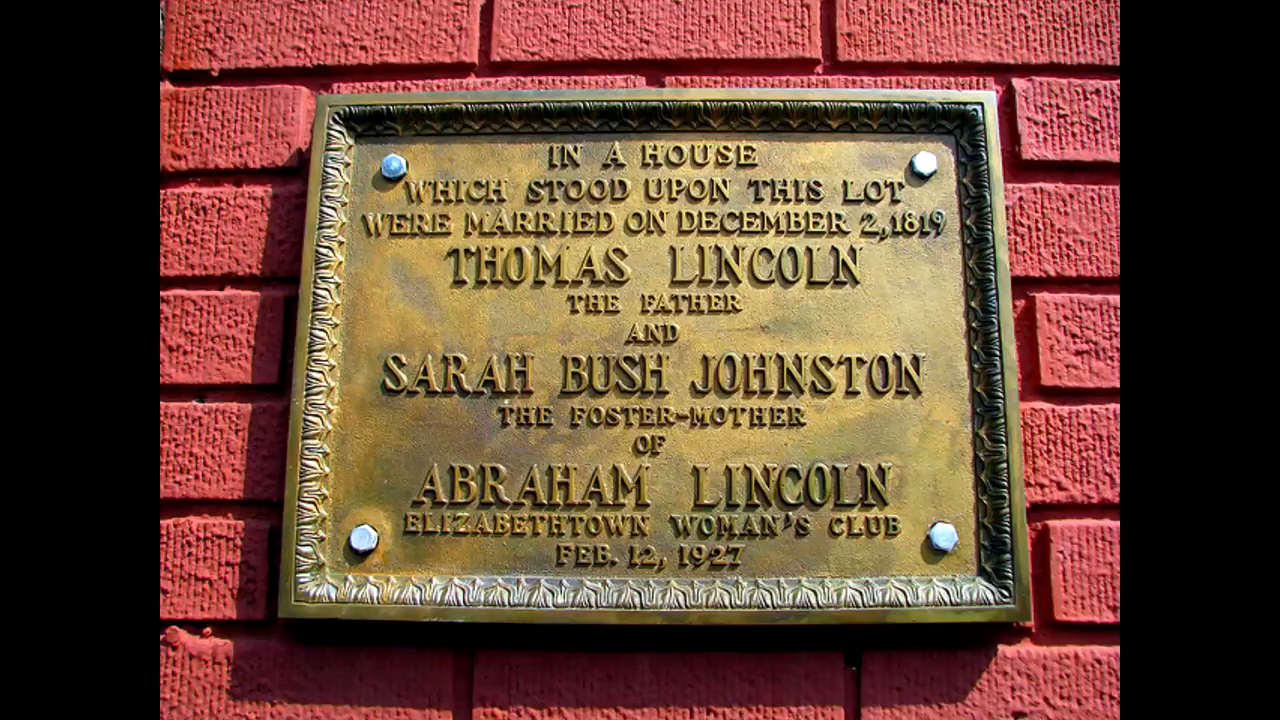 IN A HOUSE
WHICH STOOD UPON THIS LOT
WERE MARRIED ON DECEMBER 2, 1819
THOMAS LINCOLN
THE FATHER
AND
SARAH BUSH JOHNSTON
THE FOSTER-MOTHER
OF
ABRAHAM LINCOLN
ELIZABETHTOWN WOMAN'S CLUB
FEB. 12, 1927